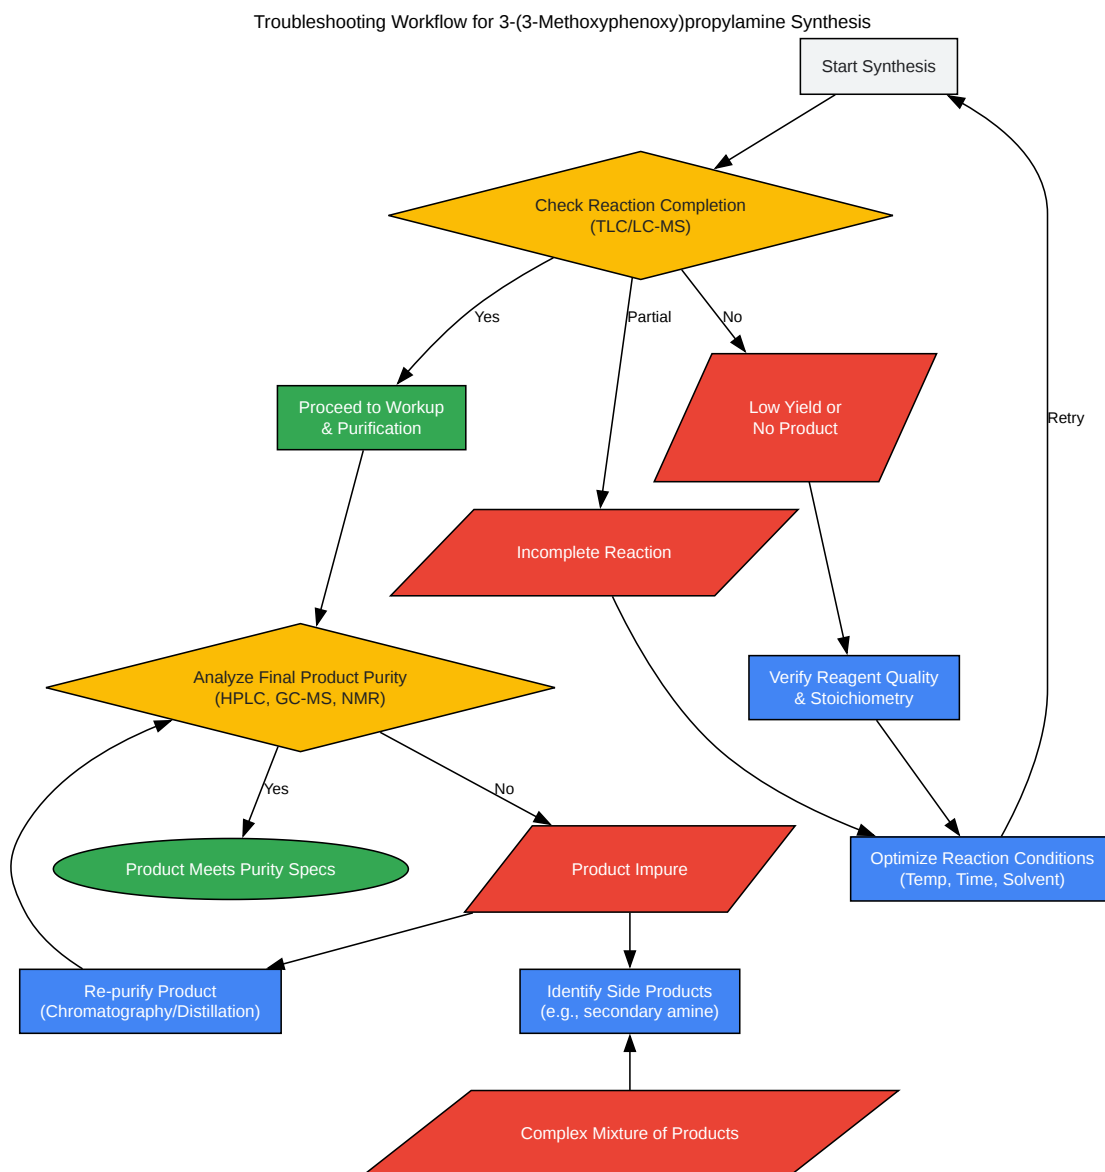 Troubleshooting Workflow for 3-(3-Methoxyphenoxy)propylamine Synthesis
Start Synthesis
Check Reaction Completion
(TLC/LC-MS)
Yes
Partial
No
Proceed to Workup
& Purification
Low Yield or
No Product
Retry
Incomplete Reaction
Analyze Final Product Purity
(HPLC, GC-MS, NMR)
Verify Reagent Quality
& Stoichiometry
Yes
No
Product Meets Purity Specs
Product Impure
Optimize Reaction Conditions
(Temp, Time, Solvent)
Re-purify Product
(Chromatography/Distillation)
Identify Side Products
(e.g., secondary amine)
Complex Mixture of Products